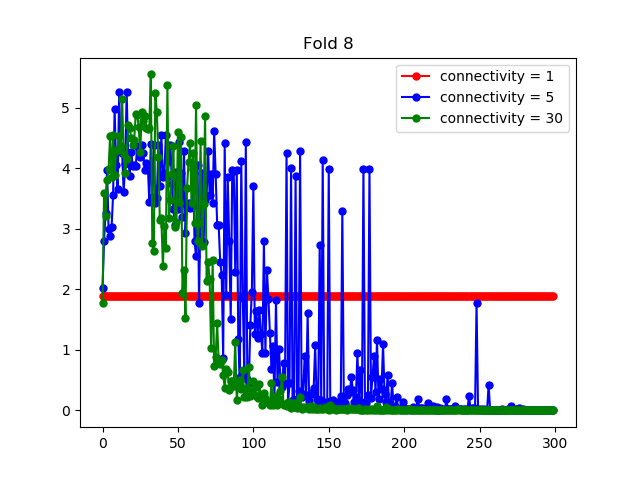 Fold 8
connectivity = 1
connectivity = 5
connectivity = 30
5
4
3
2
1
0
0 50 100 150 200 250 300